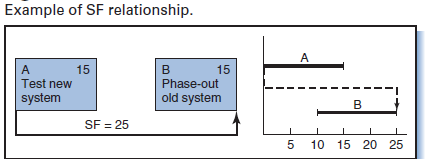 Example of SF relationship.
A 15
Test new
system
B 15
Phase-out
old system
SF = 25
A
B
5 10 15 20 25